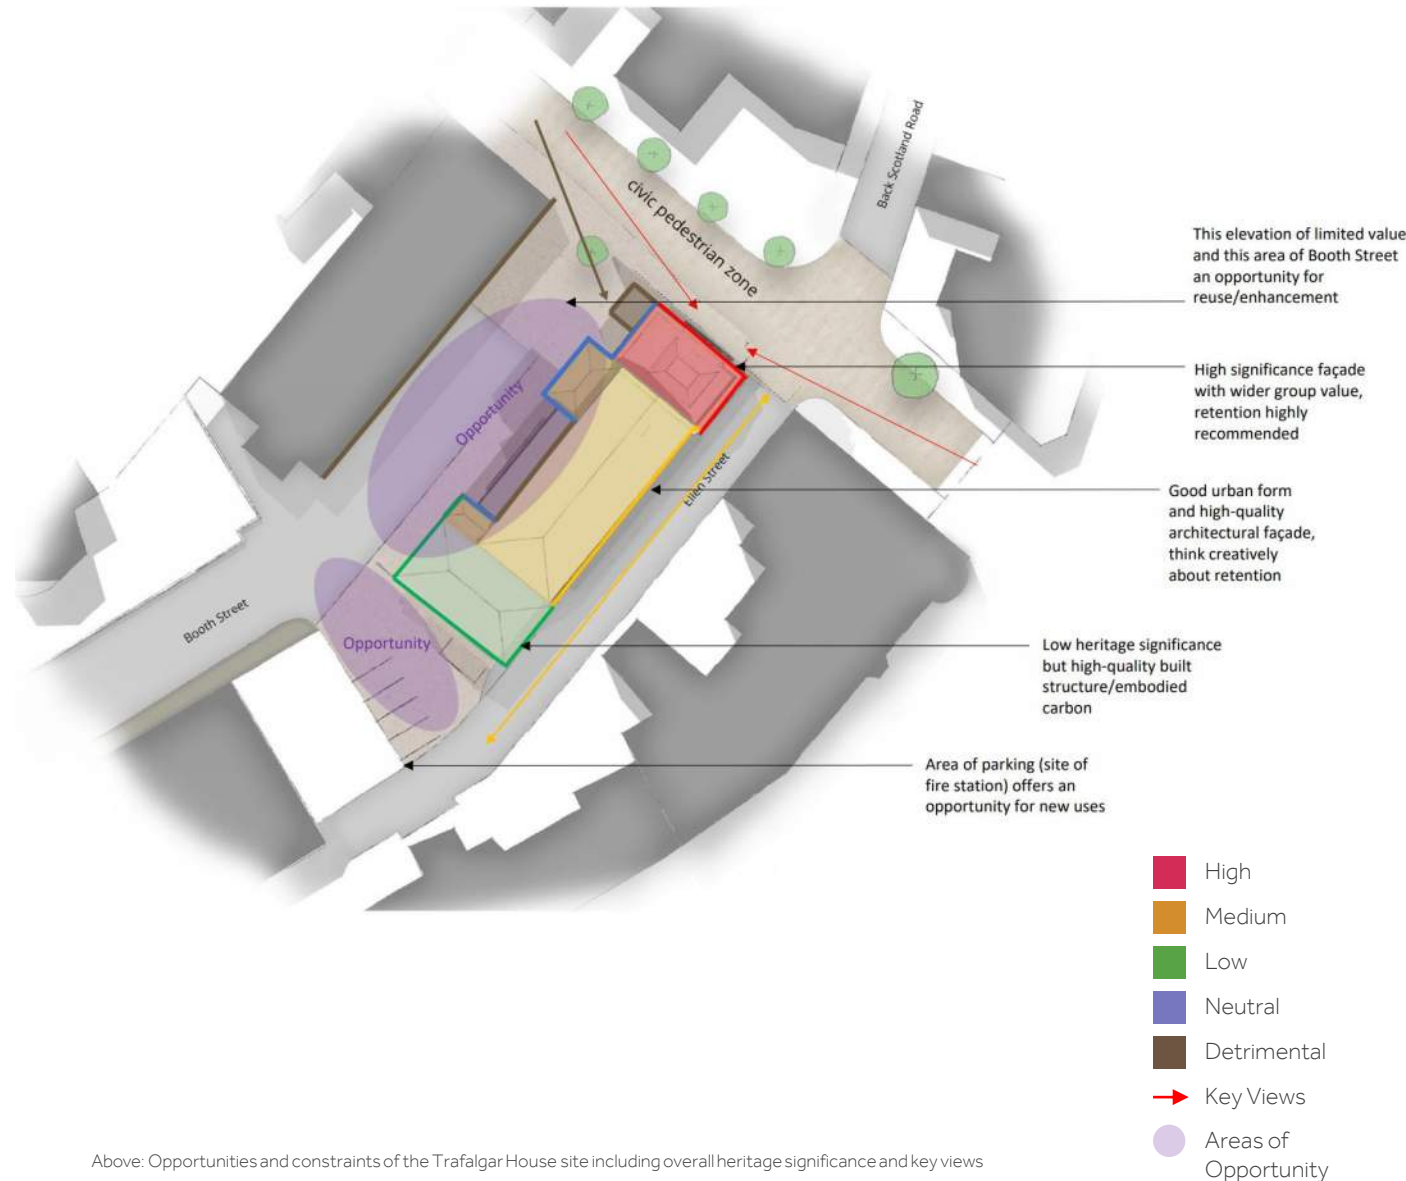 Back Scotland Road
civic pedestrian zone
This elevation of limited value
and this area of Booth Street
an opportunity for
reuse/enhancement
High significance façade
with wider group value,
retention highly
recommended
Opportunity
Ellen Street
Good urban form
and high-quality
architectural façade,
think creatively
about retention
Booth Street
Opportunity
Low heritage significance
but high-quality built
structure/embodied
carbon
Area of parking (site of
fire station) offers an
opportunity for new uses
High
Medium
Low
Neutral
Detrimental
Key Views
Areas of
Opportunity
Above: Opportunities and constraints of the Trafalgar House site including overall heritage significance and key views